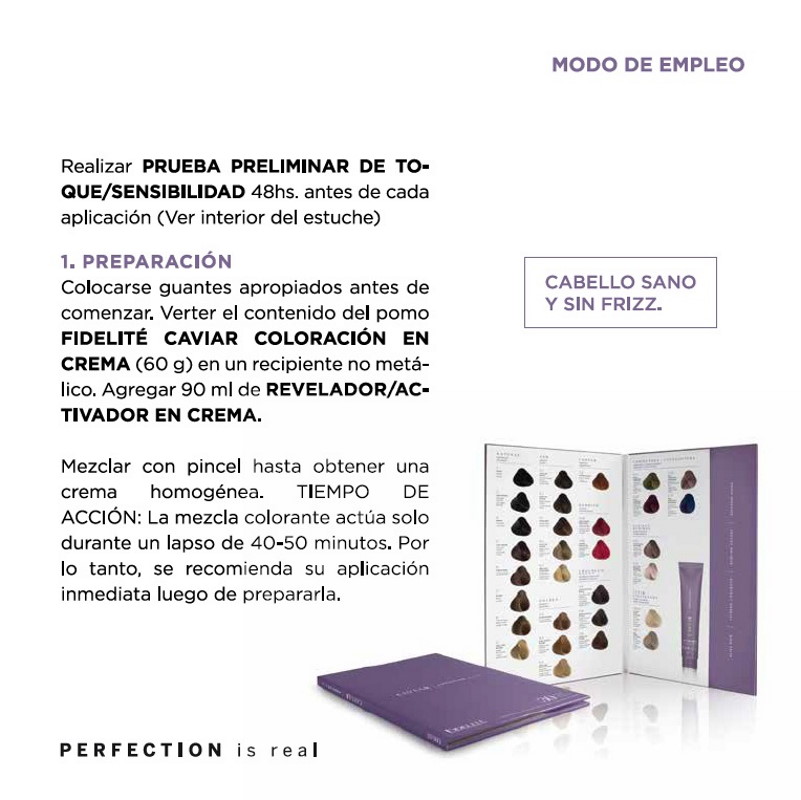 MODO DE EMPLEO
Realizar PRUEBA PRELIMINAR DE TO-
QUE/SENSIBILIDAD 48hs. antes de cada
aplicación (Ver interior del estuche)
1. PREPARACIÓN
Colocarse guantes apropiados antes de
comenzar. Verter el contenido del pomo
FIDELITÉ CAVIAR COLORACIÓN EN
CREMA (60 g) en un recipiente no metá-
lico. Agregar 90 ml de REVELADOR/AC-
TIVADOR EN CREMA.
Mezclar con pincel hasta obtener una
crema homogénea. TIEMPO DE
ACCIÓN: La mezcla colorante actúa solo
durante un lapso de 40-50 minutos. Por
lo tanto, se recomienda su aplicación
inmediata luego de prepararla.
CABELLO SANO
Y SIN FRIZZ.
CAVIAR
PERFECTION is real